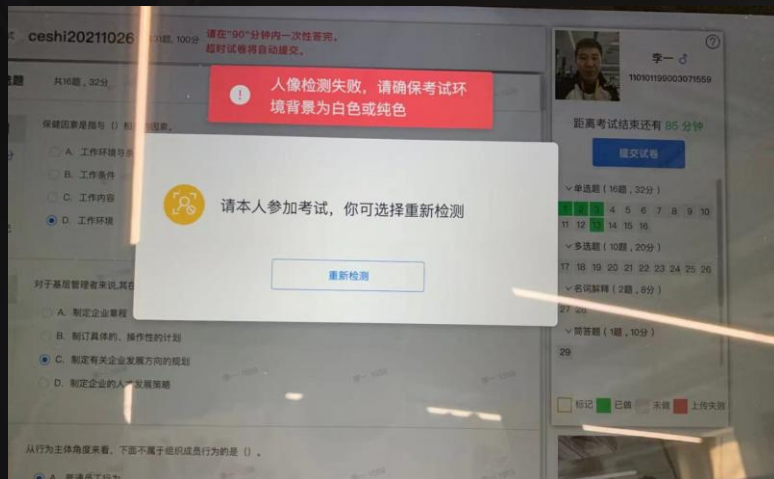 ceshi20211026
100分
请在"90"分钟内一次性答完。
超时试卷将自动提交。
共16题，32分
人像检测失败，请确保考试环
境背景为白色或纯色
保健因素是指与（）
A. 工作环境与
B. 工作条件
C. 工作内容
D. 工作环境
请本人参加考试，你可选择重新检测
重新检测
对于基层管理者来说,其在
A. 制定企业章程
B. 制订具体的、操作性的计划
C. 制定有关企业发展方向的规划
D. 制定企业的人才发展策略
从行为主体角度来看，下面不属于组织成员行为的是（）。
A. 普通员工行为
李一
110101199003071559
距离考试结束还有 85 分钟
提交试卷
单选题（16题，32分）
1 2 3 4 5 6 7 8 9 10
11 12 13 14 15 16
多选题（10题，20分）
17 18 19 20 21 22 23 24 25 26
名词解释（2题，8分）
27 28
简答题（1题，10分）
29
标记 已做 未做 上传失败